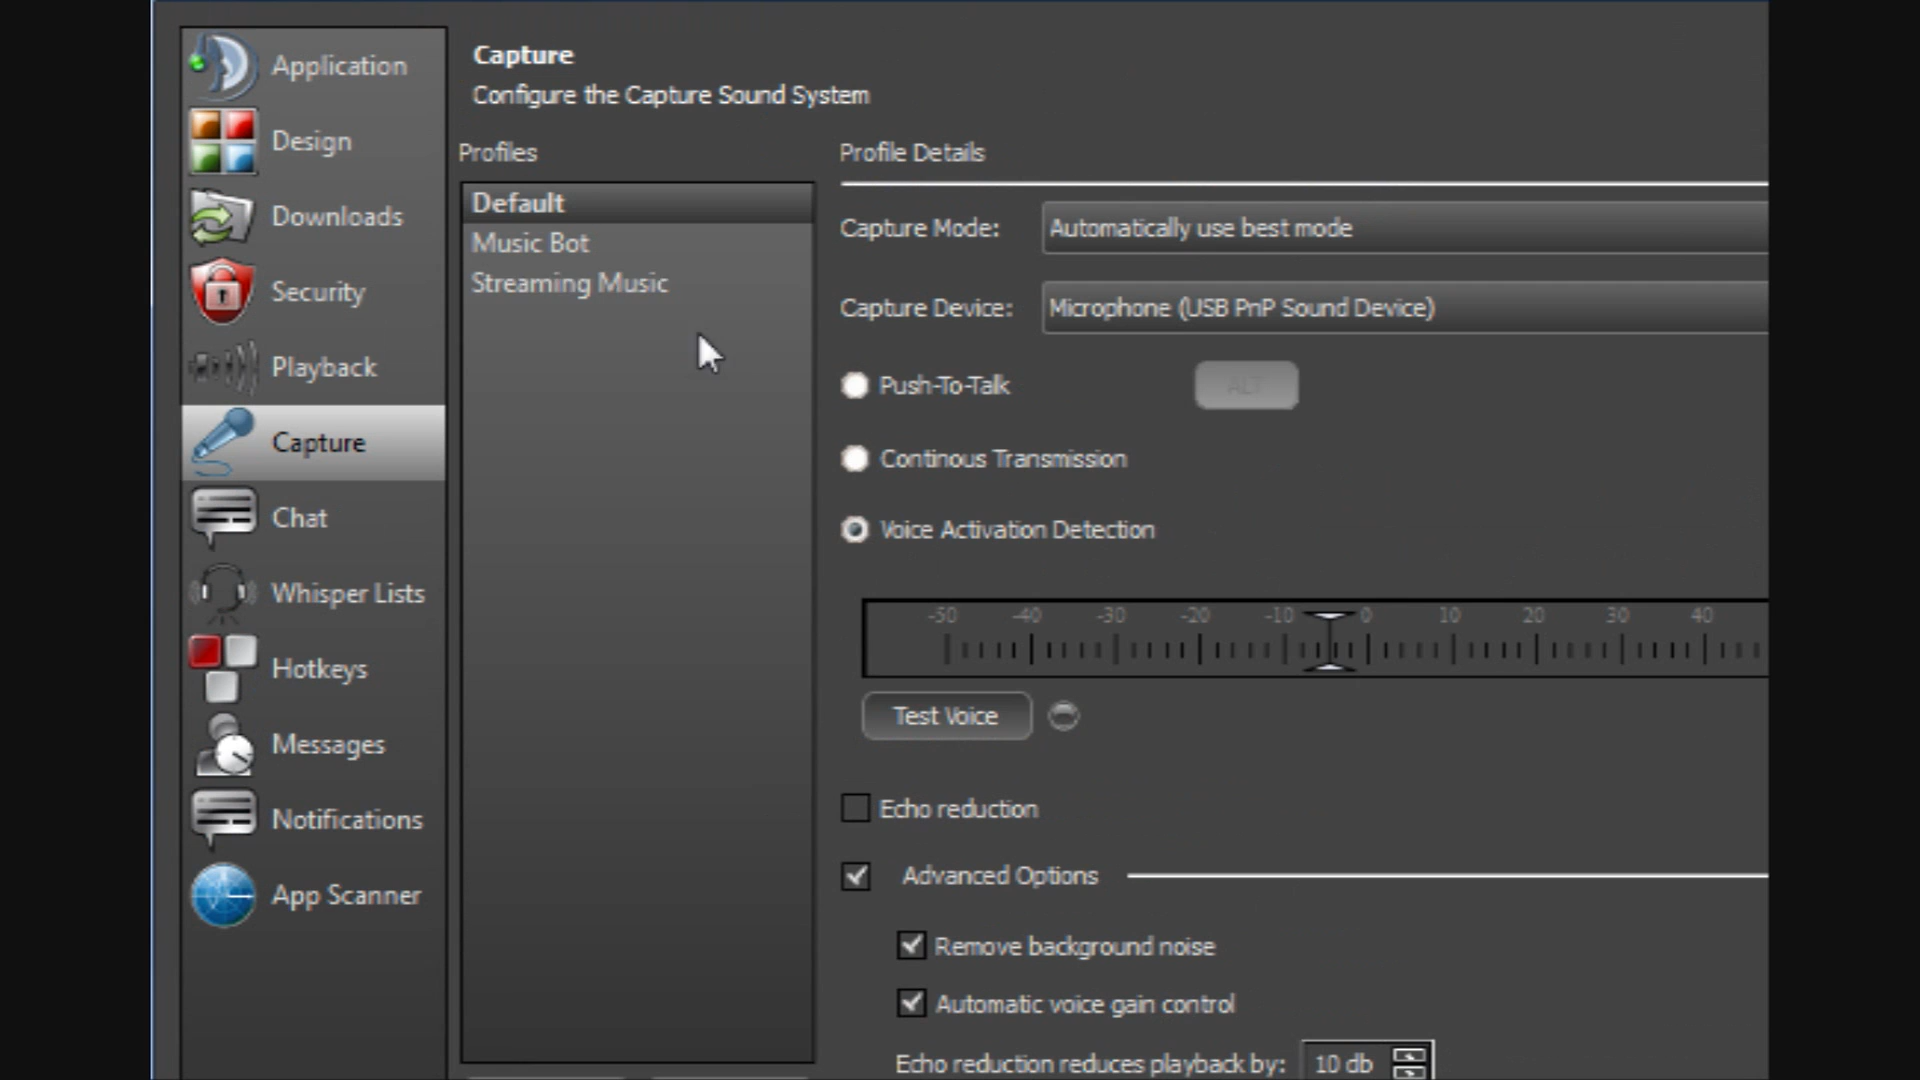 Application
Design
Downloads
Security
Playback
Capture
Chat
Whisper Lists
Hotkeys
Messages
Notifications
App Scanner
Capture
Configure the Capture Sound System
Profiles
Default
Music Bot
Streaming Music
Profile Details
Capture Mode: Automatically use best mode
Capture Device: Microphone (USB PnP Sound Device)
Push-To-Talk ALT
Continous Transmission
Voice Activation Detection
-50 -40 -30 -20 -10 0 10 20 30 40
Test Voice
Echo reduction
Advanced Options
Remove background noise
Automatic voice gain control
Echo reduction reduces playback by: 10 db